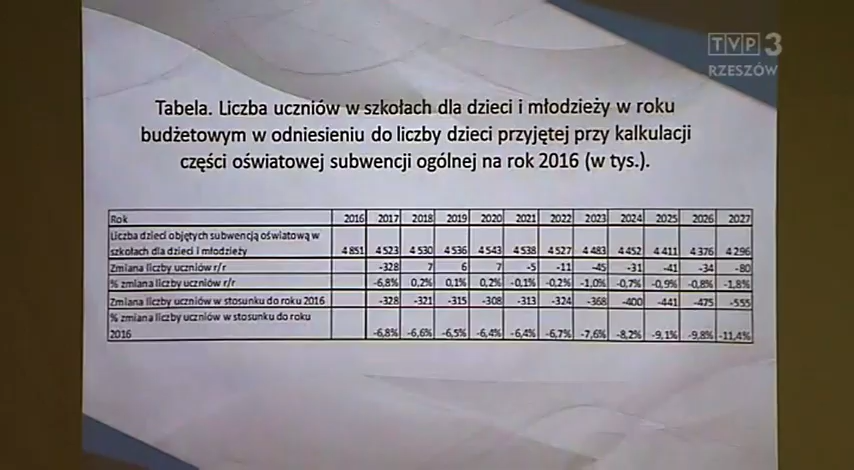 TVP 3
RZESZÓW
Tabela. Liczba uczniów w szkołach dla dzieci i młodzieży w roku
budżetowym w odniesieniu do liczby dzieci przyjętej przy kalkulacji
części oświatowej subwencji ogólnej na rok 2016 (w tys.).
Rok 2016 2017 2018 2019 2020 2021 2022 2023 2024 2025 2026 2027
Liczba dzieci objętych subwencją oświatową w
szkołach dla dzieci i młodzieży 4 851 4 523 4 530 4 536 4 543 4 538 4 527 4 483 4 452 4 411 4 376 4 296
Zmiana liczby uczniów r/r -328 7 6 7 -5 -11 -45 -31 -41 -34 -80
% zmiana liczby uczniów r/r -6,8% 0,2% 0,1% 0,2% -0,1% -0,2% -1,0% -0,7% -0,9% -0,8% -1,8%
Zmiana liczby uczniów w stosunku do roku 2016 -328 -321 -315 -308 -313 -324 -368 -400 -441 -475 -555
% zmiana liczby uczniów w stosunku do roku
2016 -6,8% -6,6% -6,5% -6,4% -6,4% -6,7% -7,6% -8,2% -9,1% -9,8% -11,4%